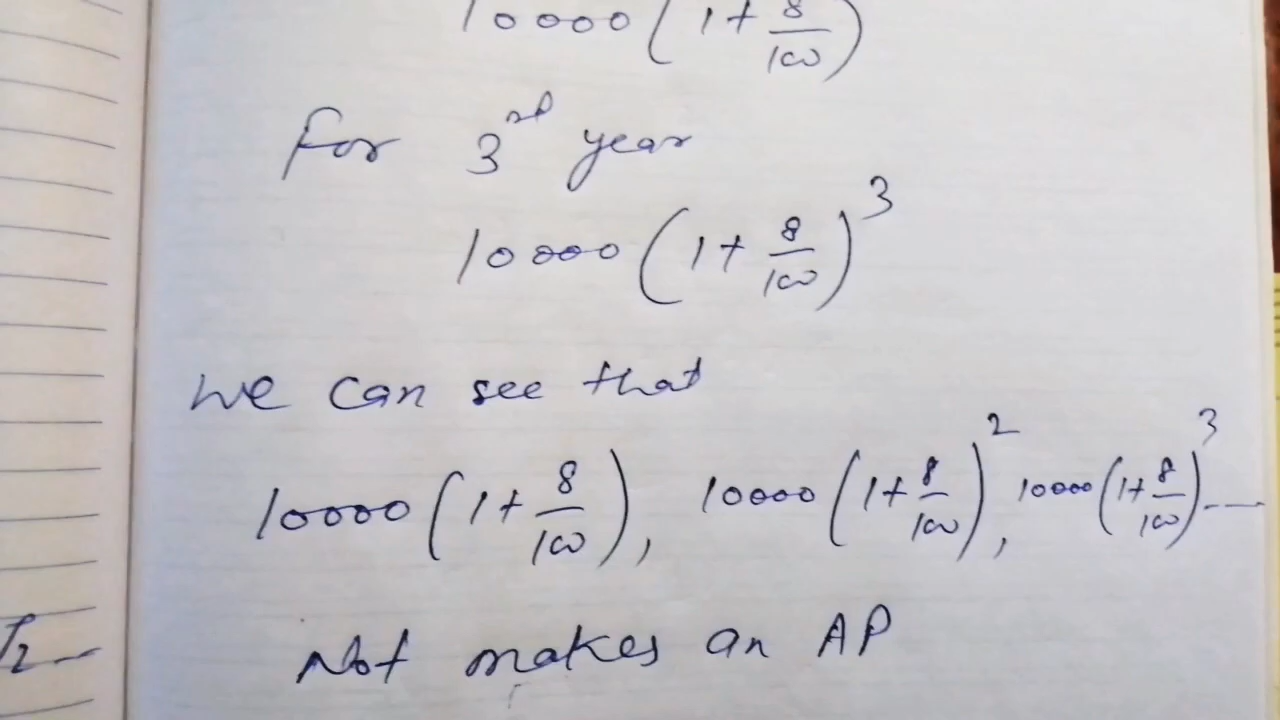 10000 (1 + 8/100)
For 3rd year
10000 (1 + 8/100)^3
we can see that
10000 (1 + 8/100), 10000 (1 + 8/100)^2, 10000 (1 + 8/100)^3 ----
Not makes an AP